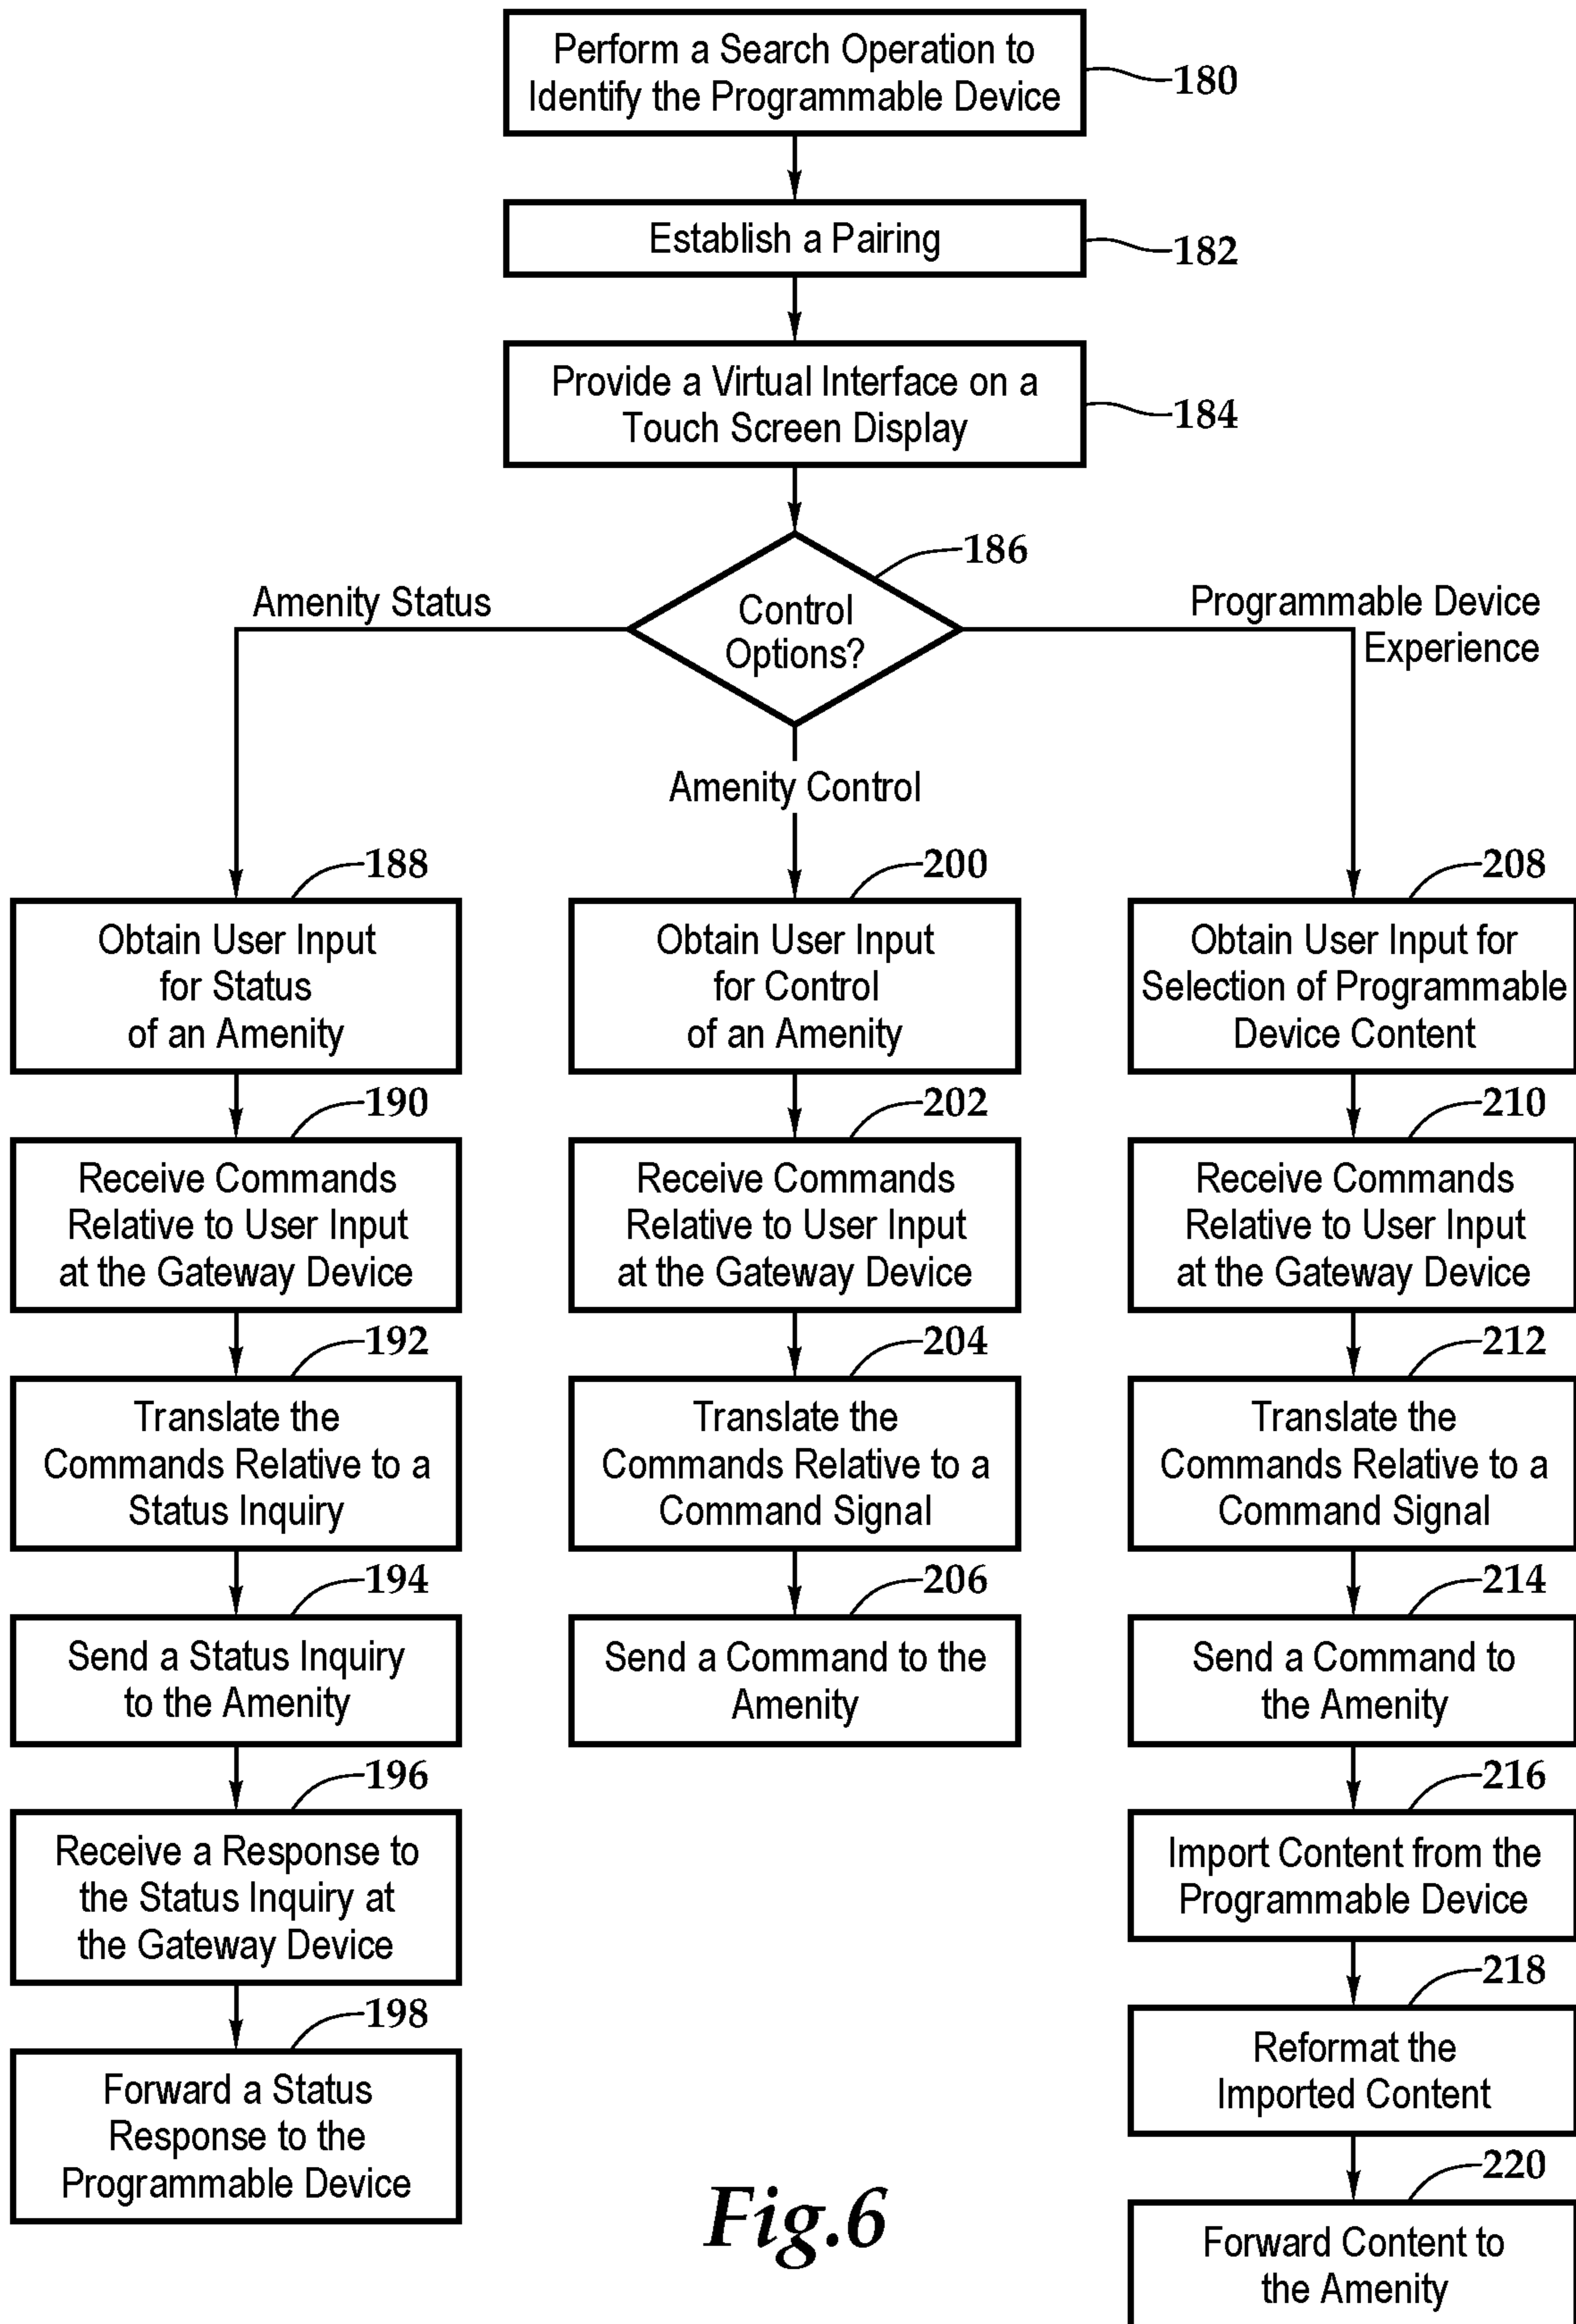 Perform a Search Operation to
Identify the Programmable Device
180
Establish a Pairing
182
Provide a Virtual Interface on a
Touch Screen Display
184
186
Control
Options?
Amenity Status
Amenity Control
Programmable Device
Experience
188
Obtain User Input
for Status
of an Amenity
190
Receive Commands
Relative to User Input
at the Gateway Device
192
Translate the
Commands Relative to a
Status Inquiry
194
Send a Status Inquiry
to the Amenity
196
Receive a Response to
the Status Inquiry at
the Gateway Device
198
Forward a Status
Response to the
Programmable Device
200
Obtain User Input
for Control
of an Amenity
202
Receive Commands
Relative to User Input
at the Gateway Device
204
Translate the
Commands Relative to a
Command Signal
206
Send a Command to the
Amenity
208
Obtain User Input for
Selection of Programmable
Device Content
210
Receive Commands
Relative to User Input
at the Gateway Device
212
Translate the
Commands Relative to a
Command Signal
214
Send a Command to
the Amenity
216
Import Content from the
Programmable Device
218
Reformat the
Imported Content
220
Forward Content to
the Amenity
Fig.6